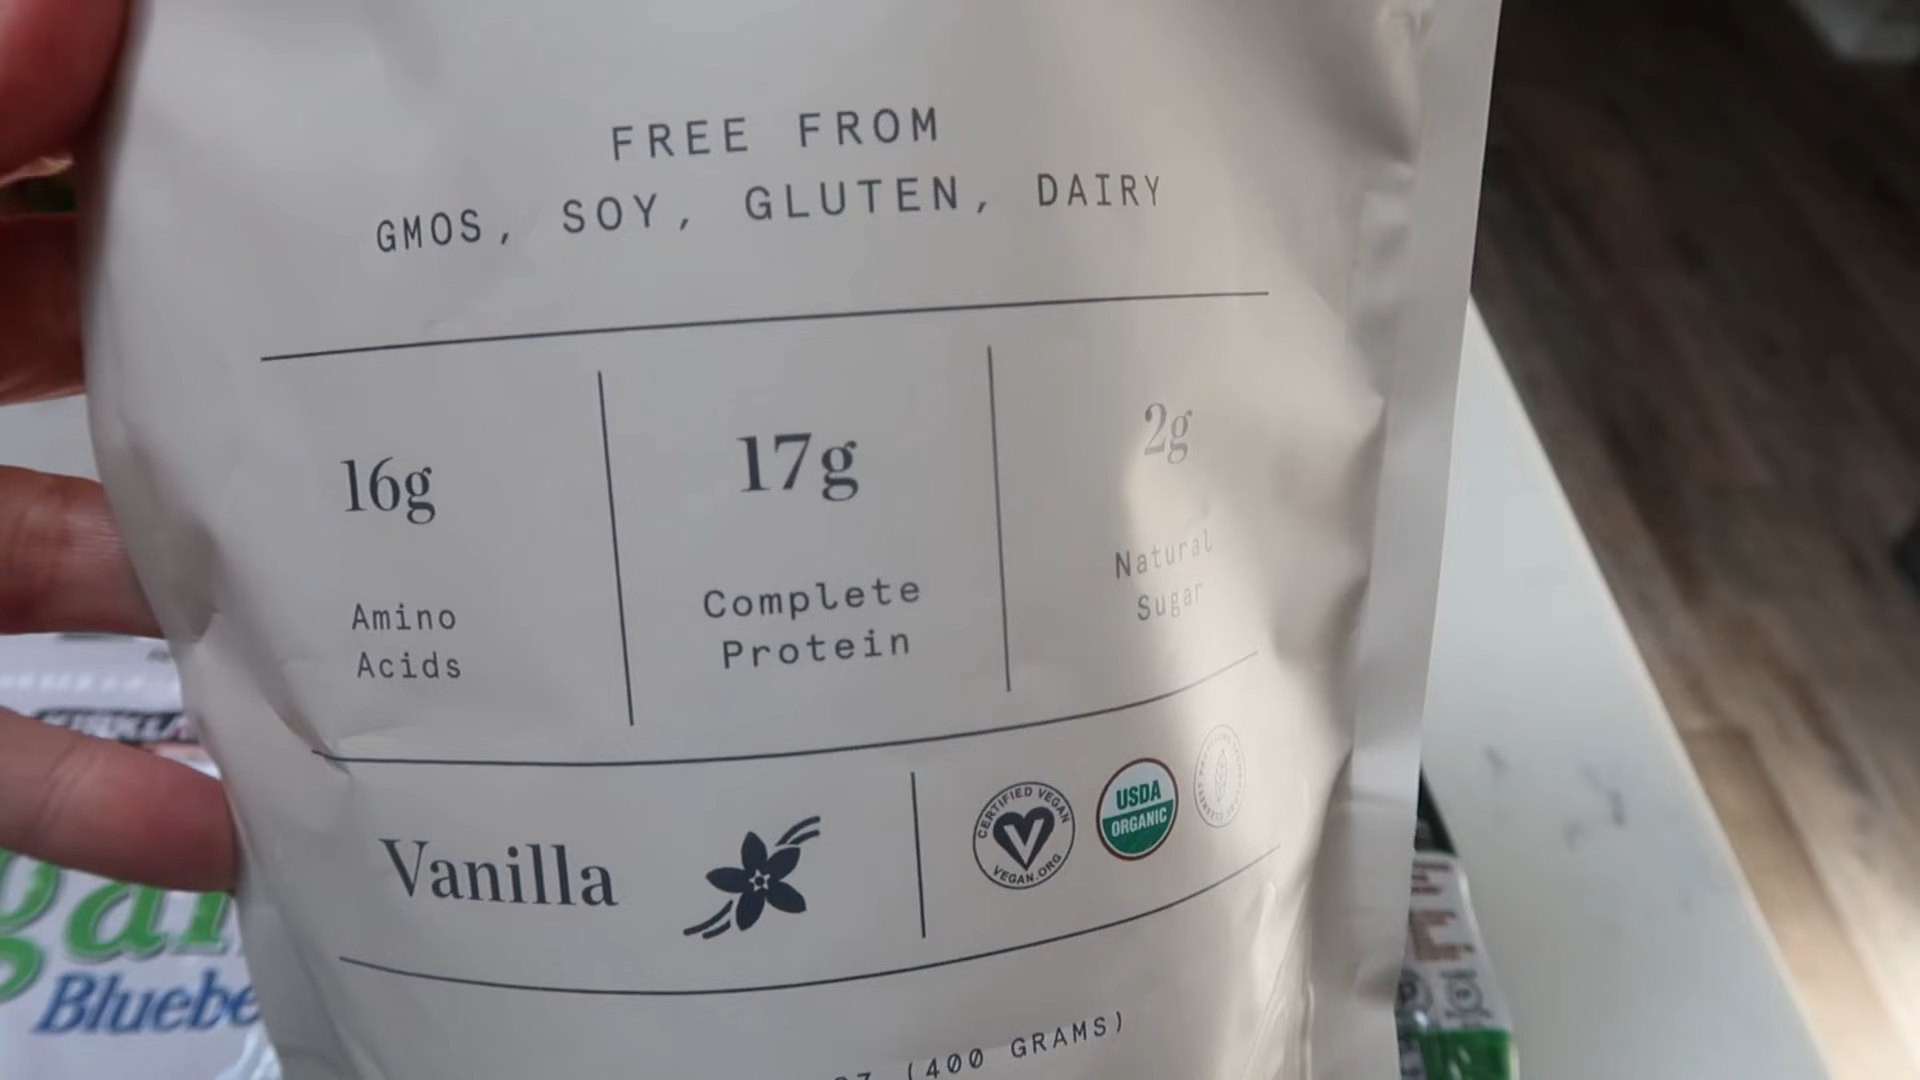 FREE FROM
GMOS, SOY, GLUTEN, DAIRY
16g
Amino
Acids
17g
Complete
Protein
2g
Natural
Sugar
Vanilla
CERTIFIED VEGAN
VEGAN.ORG
USDA
ORGANIC
(400 GRAMS)
Bluebe